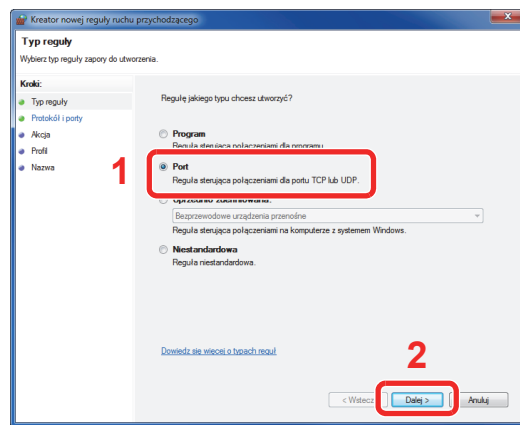 Kreator nowej reguły ruchu przychodzącego
Typ reguły
Wybierz typ reguły zapory do utworzenia.
Kroki:
Typ reguły
Protokół i porty
Akcja
Profil
Nazwa
Regułę jakiego typu chcesz utworzyć?
Program
Reguła sterująca połączeniami dla programu.
1
Port
Reguła sterująca połączeniami dla portu TCP lub UDP.
Uprzednio zdefiniowana:
Bezprzewodowe urządzenia przenośne
Reguła sterująca połączeniami na komputerze z systemem Windows.
Niestandardowa
Reguła niestandardowa.
Dowiedz się więcej o typach reguł
2
< Wstecz
Dalej >
Anuluj